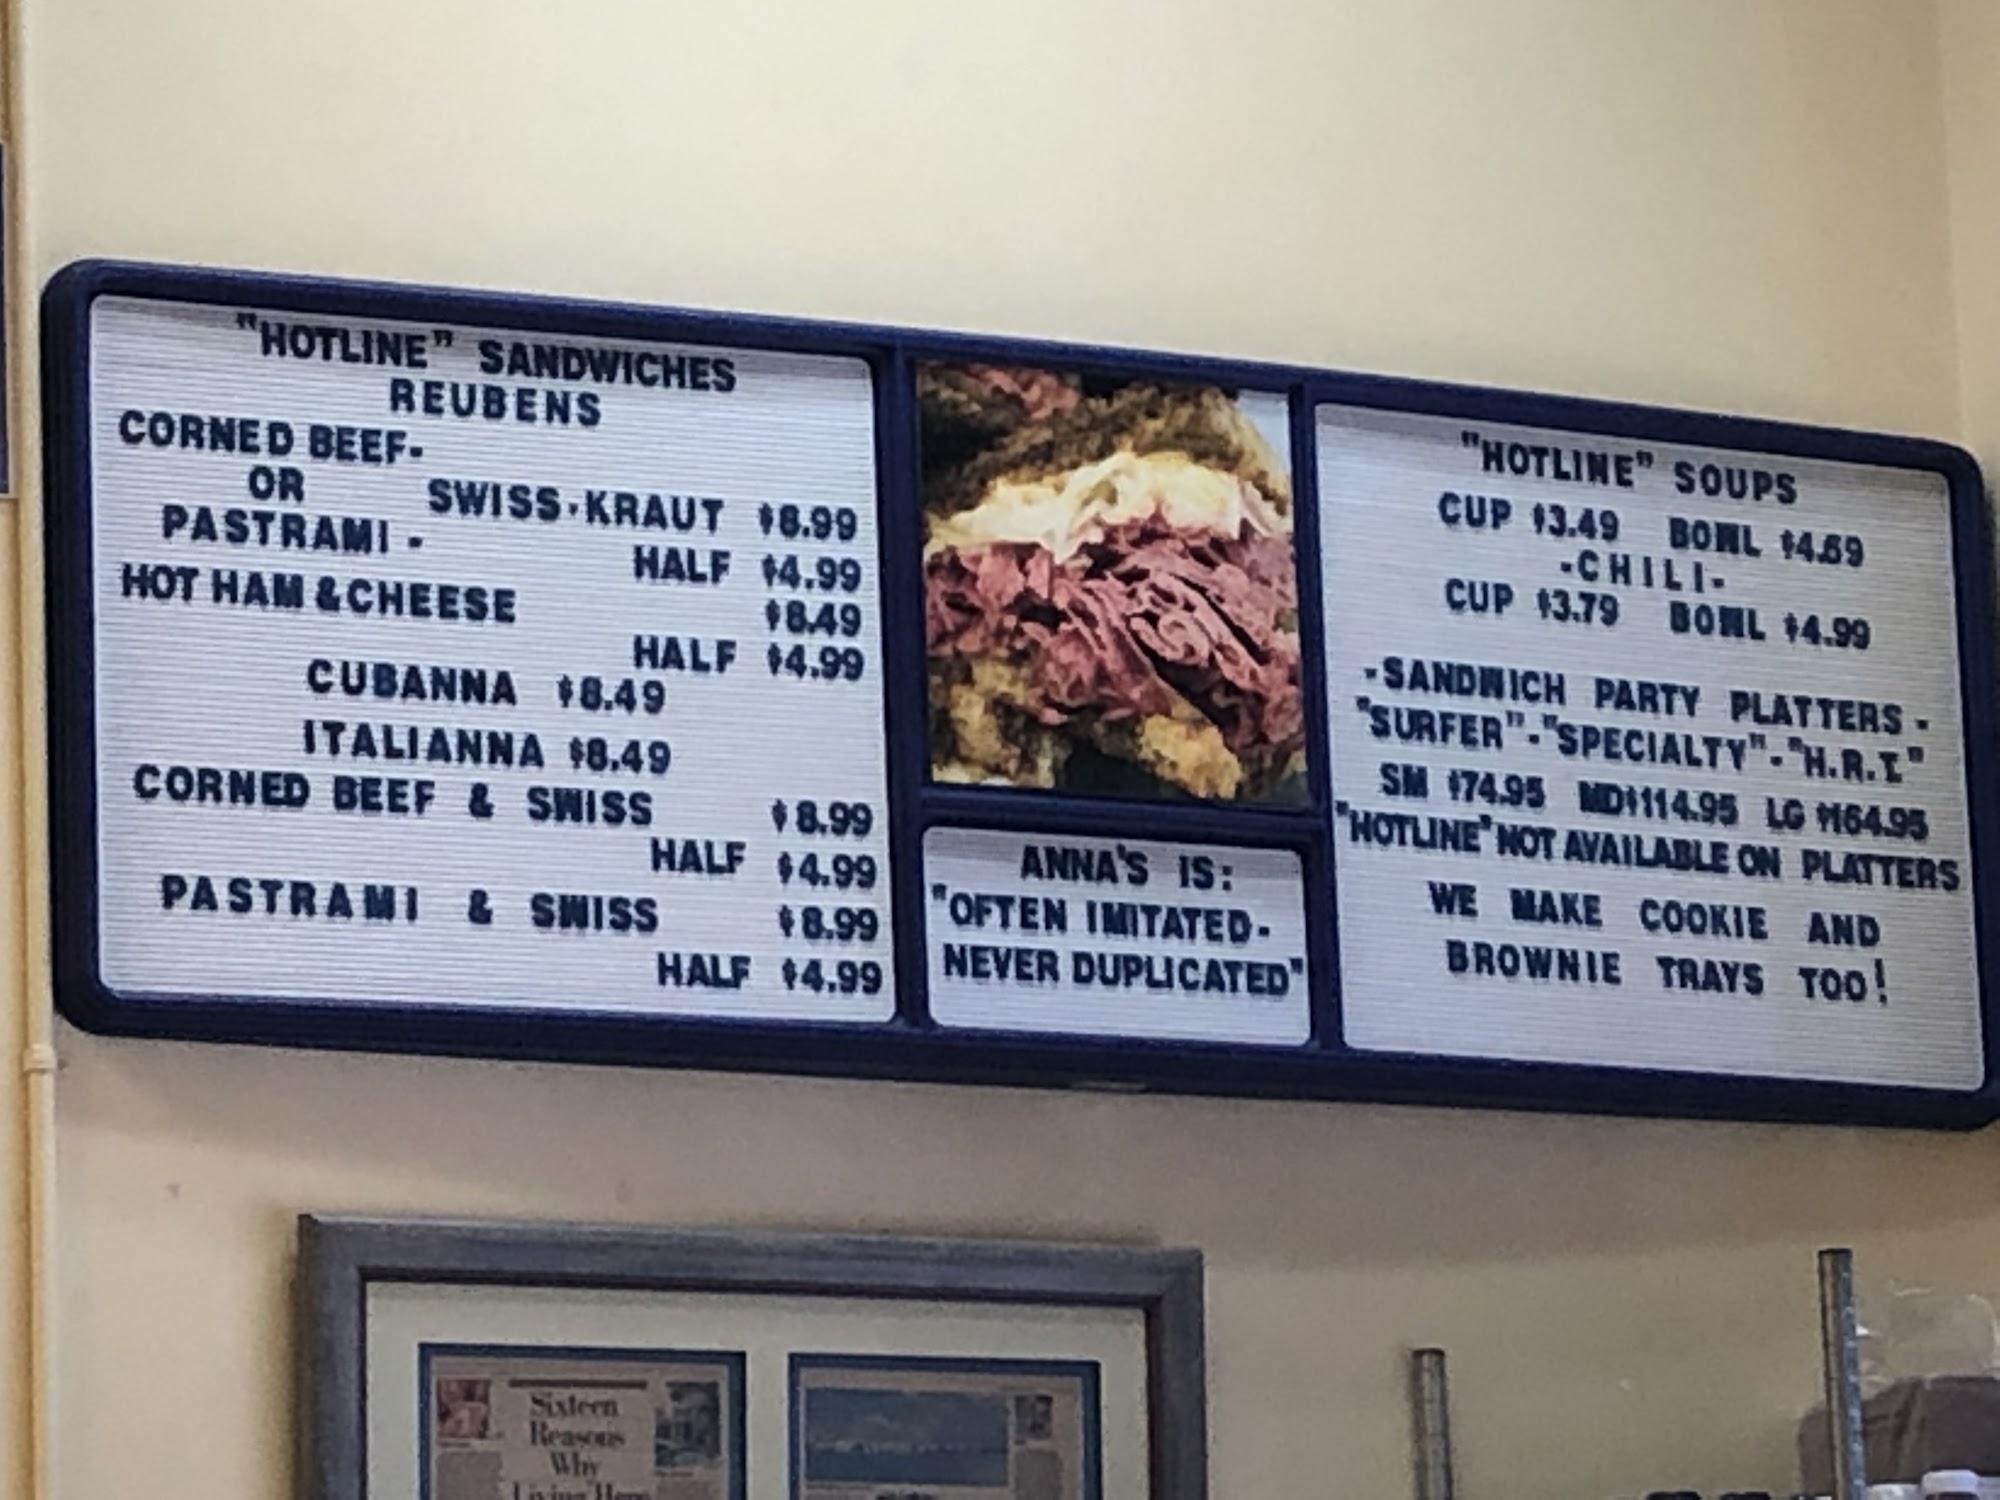 "HOTLINE" SANDWICHES
REUBENS
CORNED BEEF-
OR SWISS-KRAUT $8.99
PASTRAMI - HALF $4.99
HOT HAM & CHEESE $8.49
HALF $4.99
CUBANNA $8.49
ITALIANNA $8.49
CORNED BEEF & SWISS $8.99
HALF $4.99
PASTRAMI & SWISS $8.99
HALF $4.99
ANNA'S IS:
"OFTEN IMITATED-
NEVER DUPLICATED"
"HOTLINE" SOUPS
CUP $3.49 BOWL $4.69
-CHILI-
CUP $3.79 BOWL $4.99
-SANDWICH PARTY PLATTERS-
"SURFER"-"SPECIALTY"-"H.R.T."
SM $74.95 MD $114.95 LG $164.95
"HOTLINE" NOT AVAILABLE ON PLATTERS
WE MAKE COOKIE AND
BROWNIE TRAYS TOO!
Sixteen
Reasons
Why
Living Here